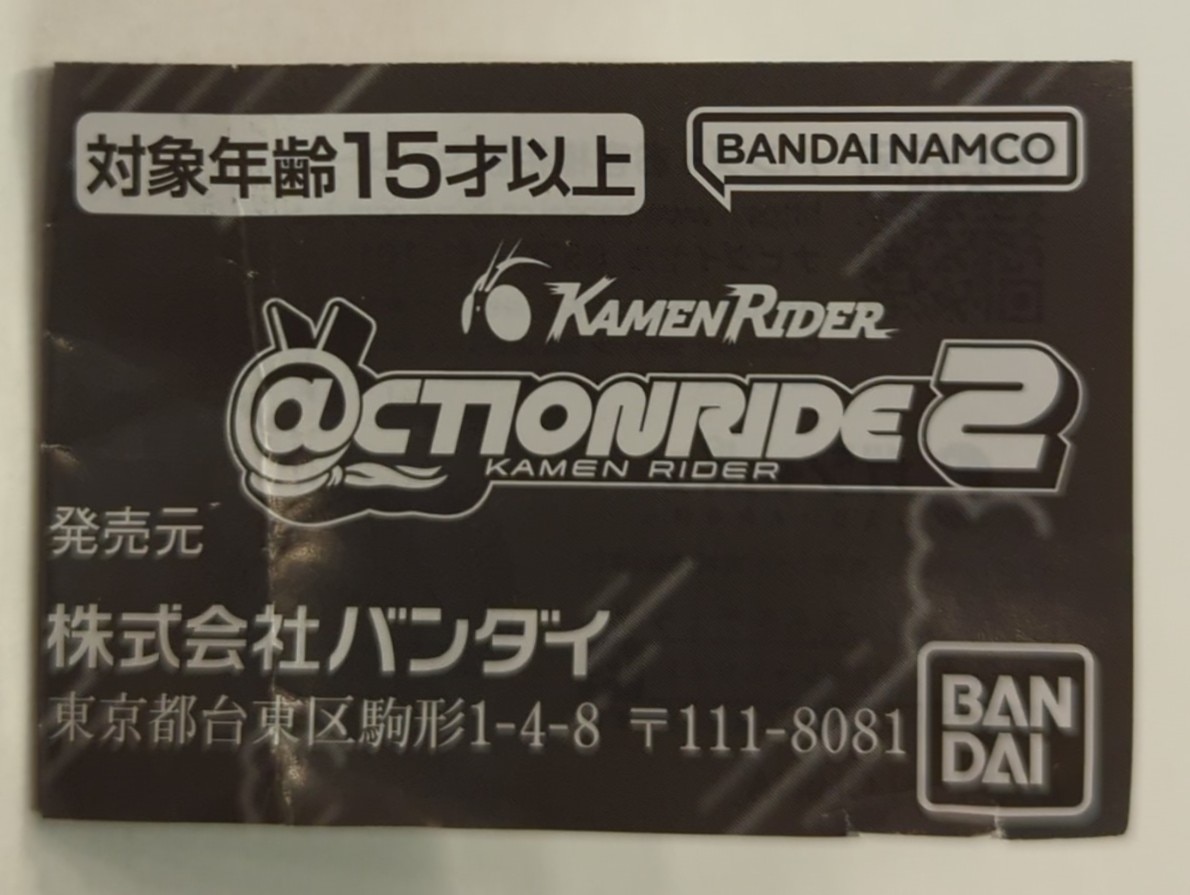 対象年齢15才以上
BANDAI NAMCO
KAMEN RIDER
@CTIONRIDE 2
KAMEN RIDER
発売元
株式会社バンダイ
東京都台東区駒形1-4-8 〒111-8081
BAN
DAI